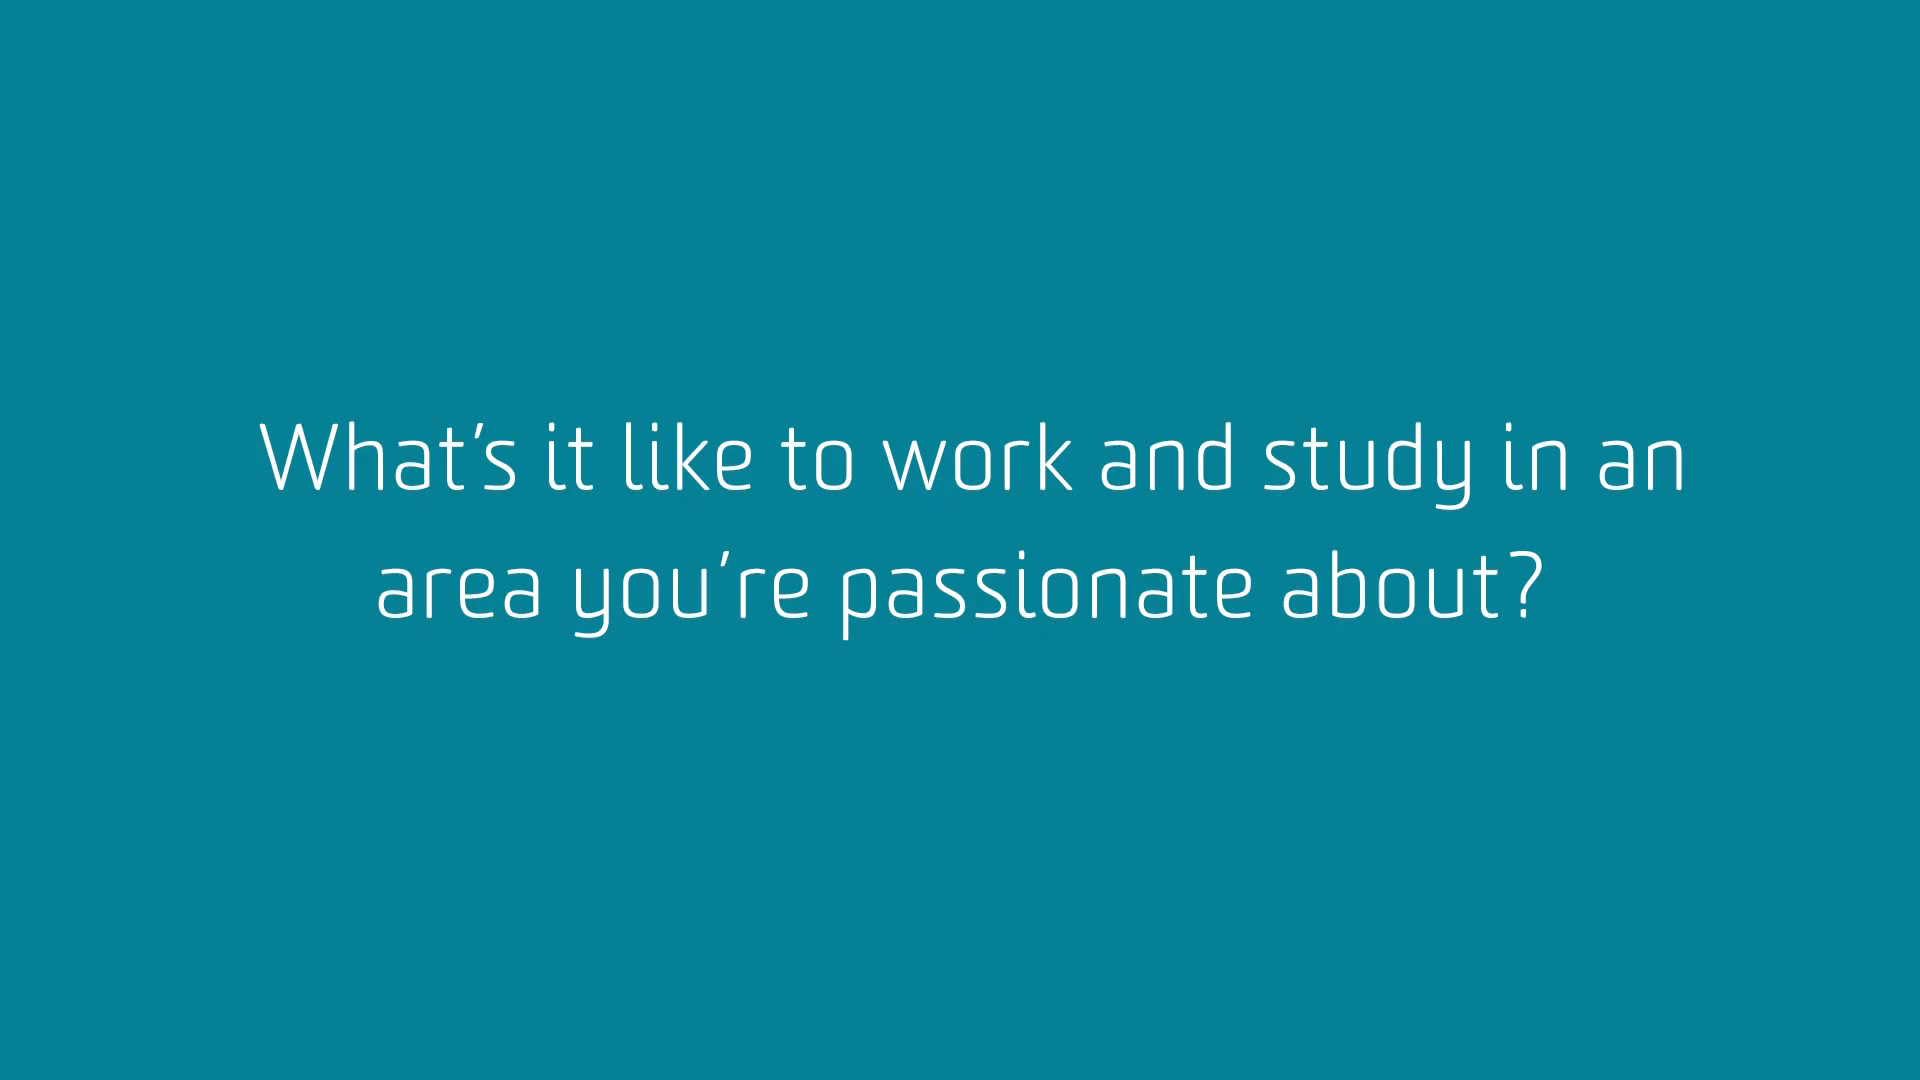 What’s it like to work and study in an
area you’re passionate about?